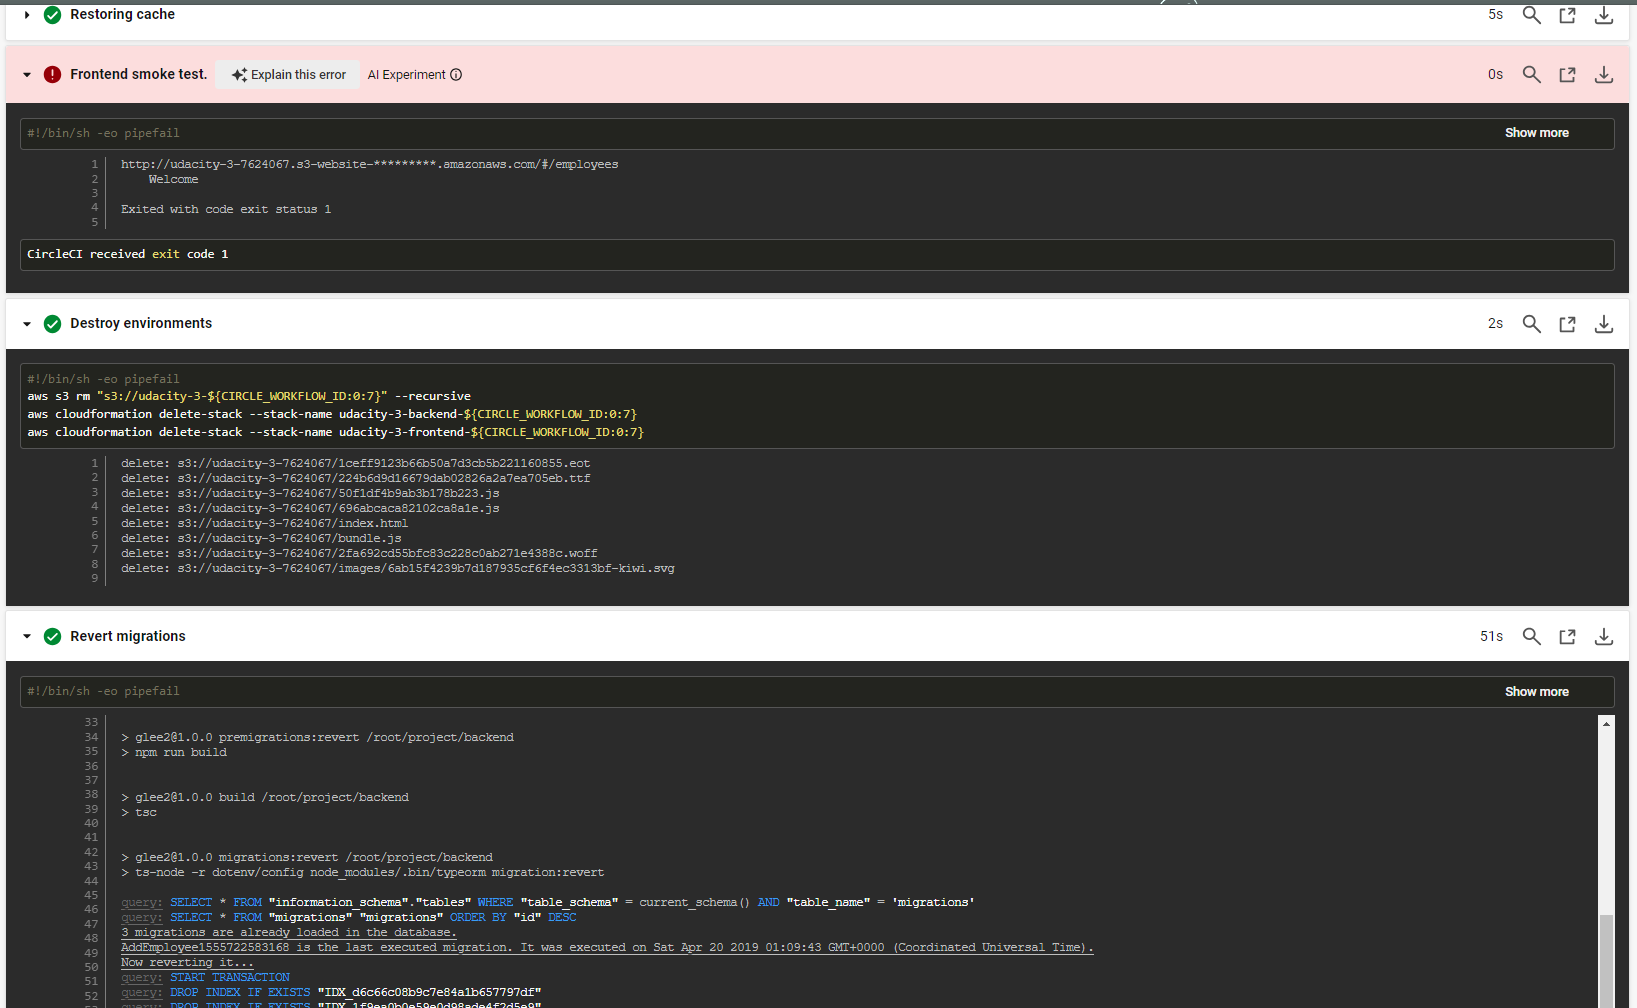 Restoring cache 5s
Frontend smoke test. Explain this error AI Experiment 0s
#!/bin/sh -eo pipefail Show more
1 http://udacity-3-7624067.s3-website-*********.amazonaws.com/#/employees
2 Welcome
3
4 Exited with code exit status 1
5
CircleCI received exit code 1
Destroy environments 2s
#!/bin/sh -eo pipefail
aws s3 rm "s3://udacity-3-${CIRCLE_WORKFLOW_ID:0:7}" --recursive
aws cloudformation delete-stack --stack-name udacity-3-backend-${CIRCLE_WORKFLOW_ID:0:7}
aws cloudformation delete-stack --stack-name udacity-3-frontend-${CIRCLE_WORKFLOW_ID:0:7}
1 delete: s3://udacity-3-7624067/1ceff9123b66b50a7d3cb5b221160855.eot
2 delete: s3://udacity-3-7624067/224b6d9d16679dab02826a2a7ea705eb.ttf
3 delete: s3://udacity-3-7624067/50f1df4b9ab3b178b223.js
4 delete: s3://udacity-3-7624067/696abcaca82102ca8a1e.js
5 delete: s3://udacity-3-7624067/index.html
6 delete: s3://udacity-3-7624067/bundle.js
7 delete: s3://udacity-3-7624067/2fa692cd55bfc83c228c0ab271e4388c.woff
8 delete: s3://udacity-3-7624067/images/6ab15f4239b7d187935cf6f4ec3313bf-kiwi.svg
9
Revert migrations 51s
#!/bin/sh -eo pipefail Show more
33
34 > glee2@1.0.0 premigrations:revert /root/project/backend
35 > npm run build
36
37
38 > glee2@1.0.0 build /root/project/backend
39 > tsc
40
41
42 > glee2@1.0.0 migrations:revert /root/project/backend
43 > ts-node -r dotenv/config node_modules/.bin/typeorm migration:revert
44
45 query: SELECT * FROM "information_schema"."tables" WHERE "table_schema" = current_schema() AND "table_name" = 'migrations'
46 query: SELECT * FROM "migrations" "migrations" ORDER BY "id" DESC
47 3 migrations are already loaded in the database.
48 AddEmployee1555722583168 is the last executed migration. It was executed on Sat Apr 20 2019 01:09:43 GMT+0000 (Coordinated Universal Time).
49 Now reverting it...
50 query: START TRANSACTION
51 query: DROP INDEX IF EXISTS "IDX_d6c66c08b9c7e84a1b657797df"
52 query: DROP INDEX IF EXISTS